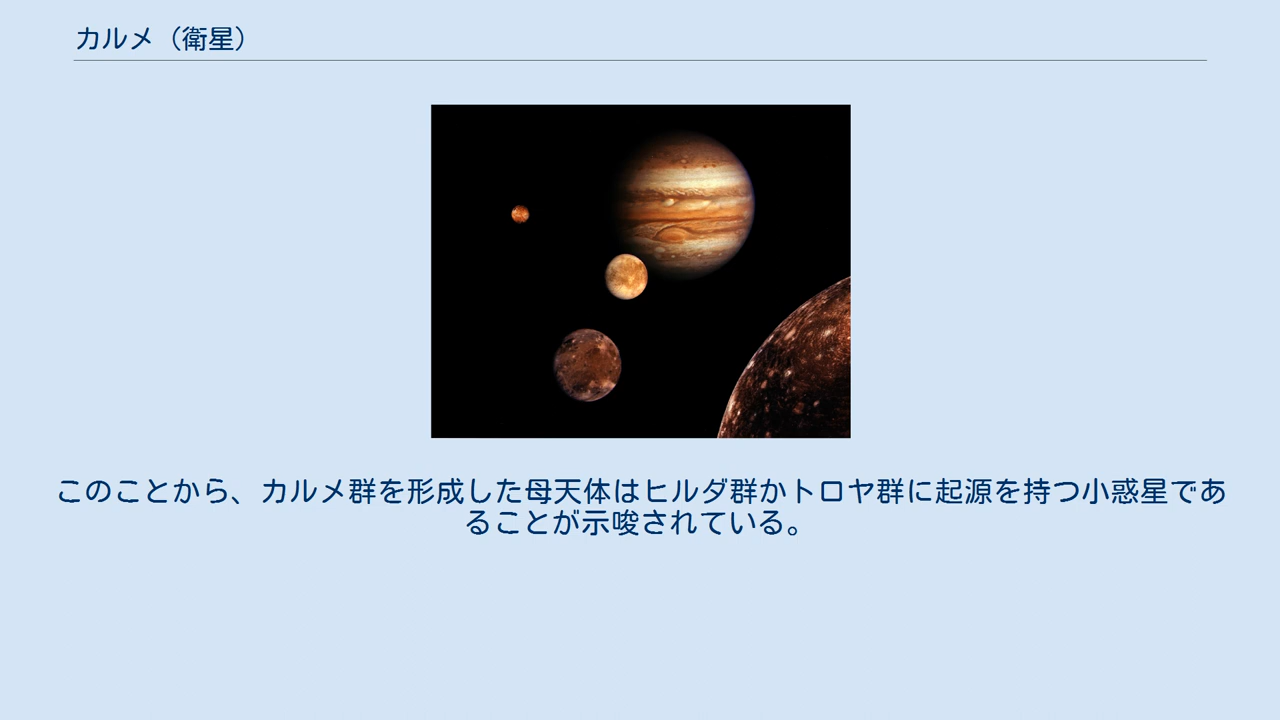 カルメ（衛星）
このことから、カルメ群を形成した母天体はヒルダ群かトロヤ群に起源を持つ小惑星であ
ることが示唆されている。